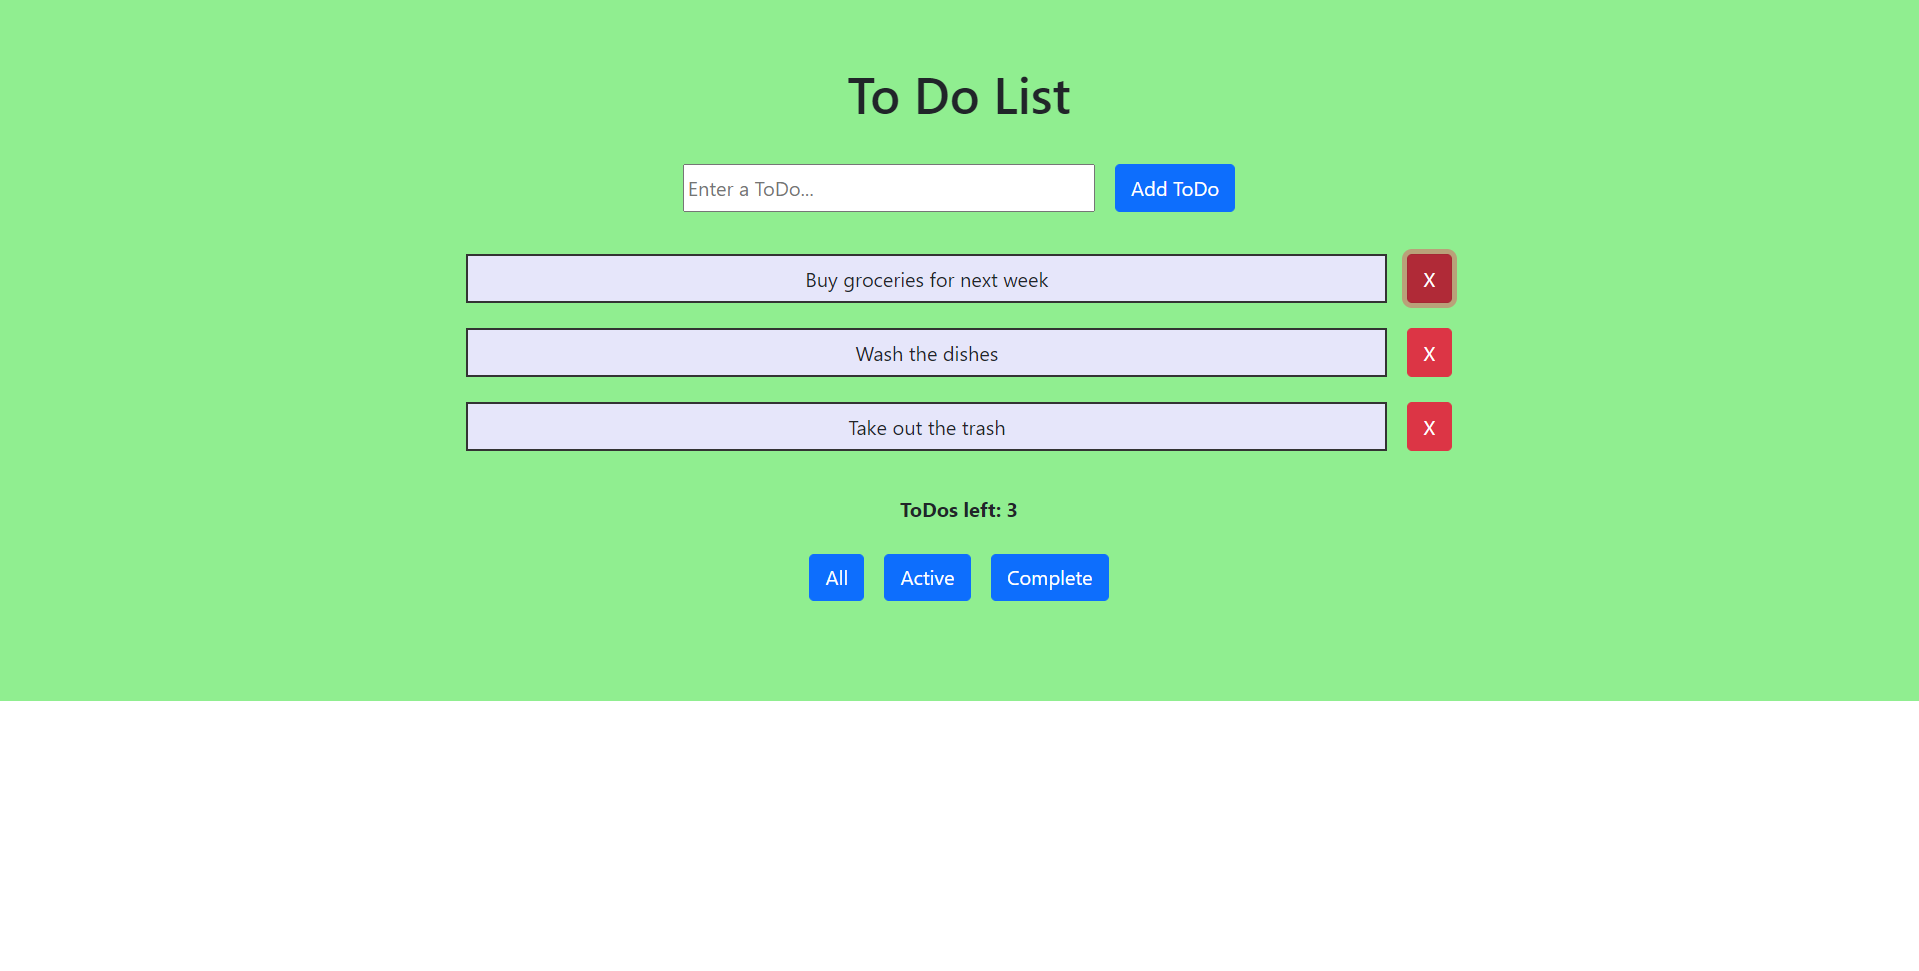 To Do List
Enter a ToDo...
Add ToDo
Buy groceries for next week
X
Wash the dishes
X
Take out the trash
X
ToDos left: 3
All
Active
Complete